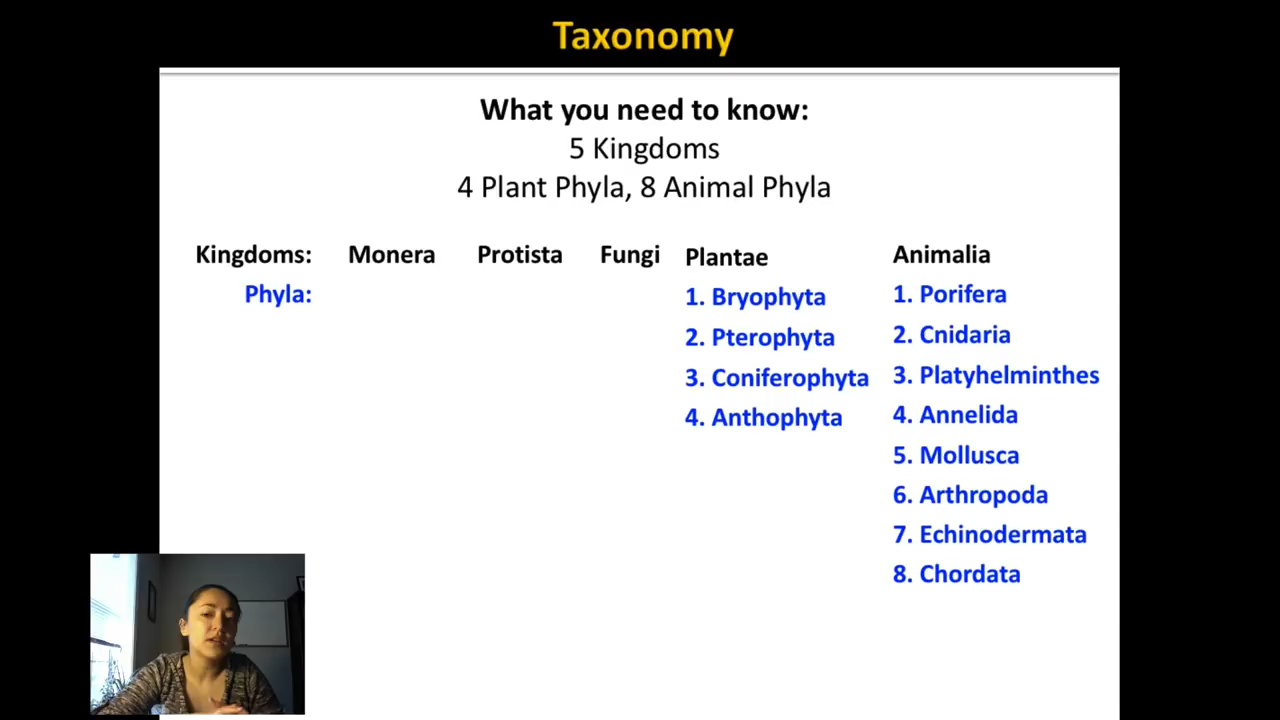 Taxonomy
What you need to know:
5 Kingdoms
4 Plant Phyla, 8 Animal Phyla
Kingdoms: Monera Protista Fungi Plantae Animalia
Phyla: 1. Bryophyta 1. Porifera
2. Pterophyta 2. Cnidaria
3. Coniferophyta 3. Platyhelminthes
4. Anthophyta 4. Annelida
5. Mollusca
6. Arthropoda
7. Echinodermata
8. Chordata